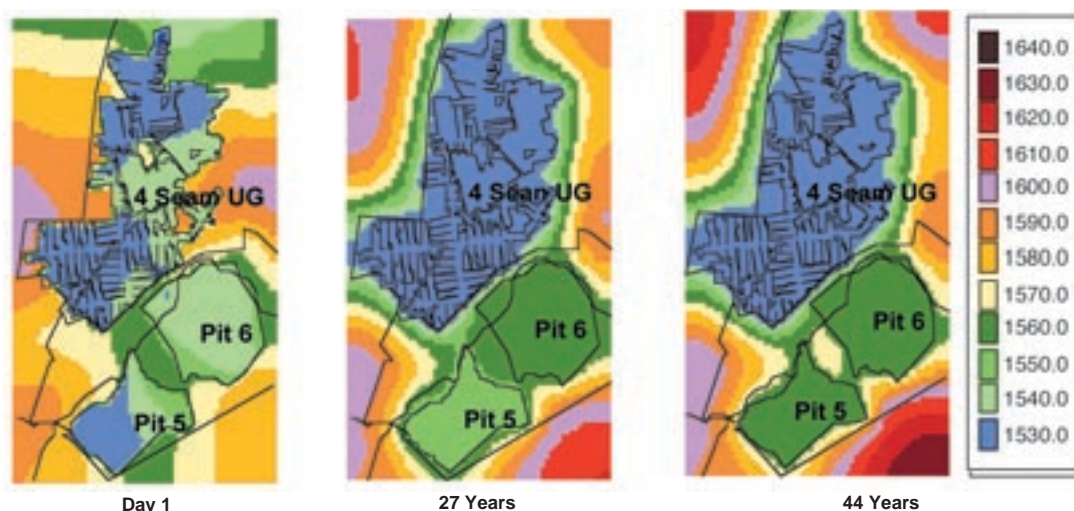 4 Seam UG
Pit 6
Pit 5
Day 1
4 Seam UG
Pit 6
Pit 5
27 Years
4 Seam UG
Pit 6
Pit 5
44 Years
1640.0
1630.0
1620.0
1610.0
1600.0
1590.0
1580.0
1570.0
1560.0
1550.0
1540.0
1530.0